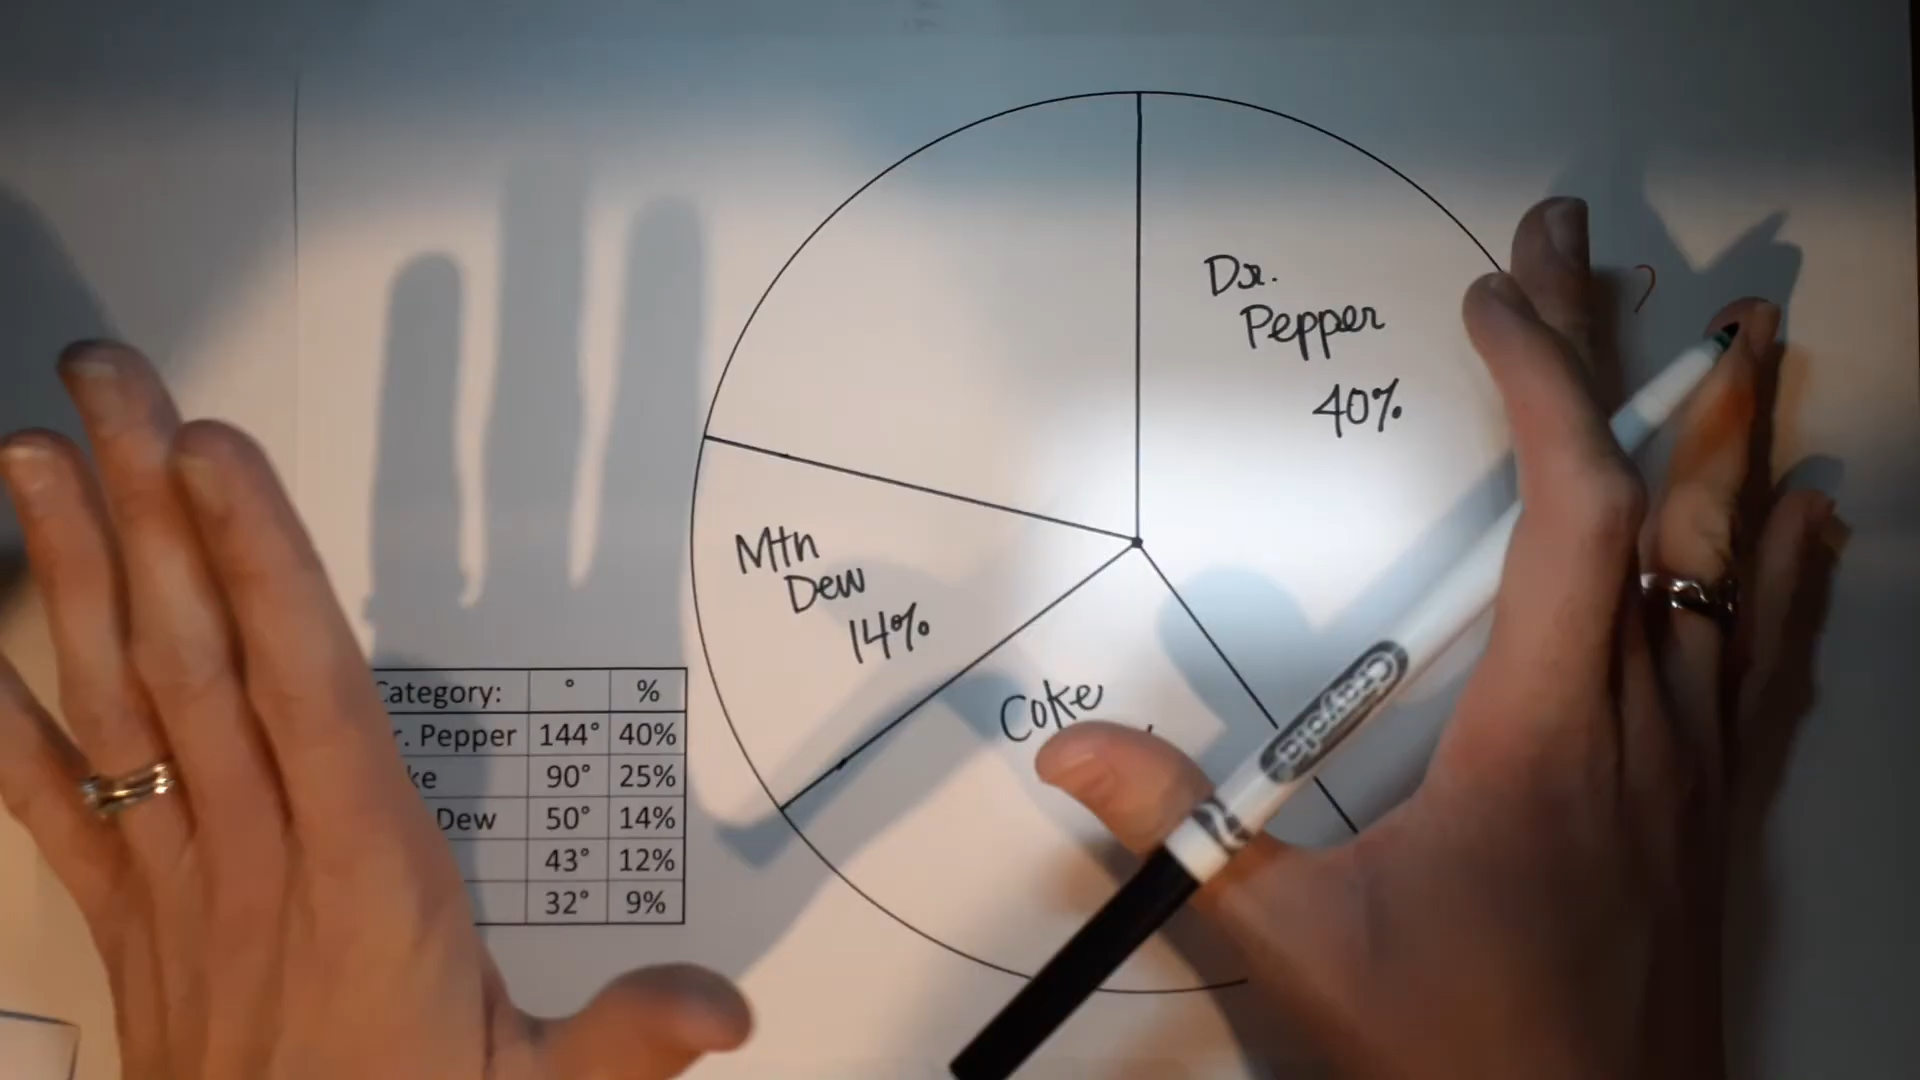 Dr.
Pepper
40%
Mtn
Dew
14%
Coke
Category: ° %
r. Pepper 144° 40%
ke 90° 25%
Dew 50° 14%
43° 12%
32° 9%
Crayola